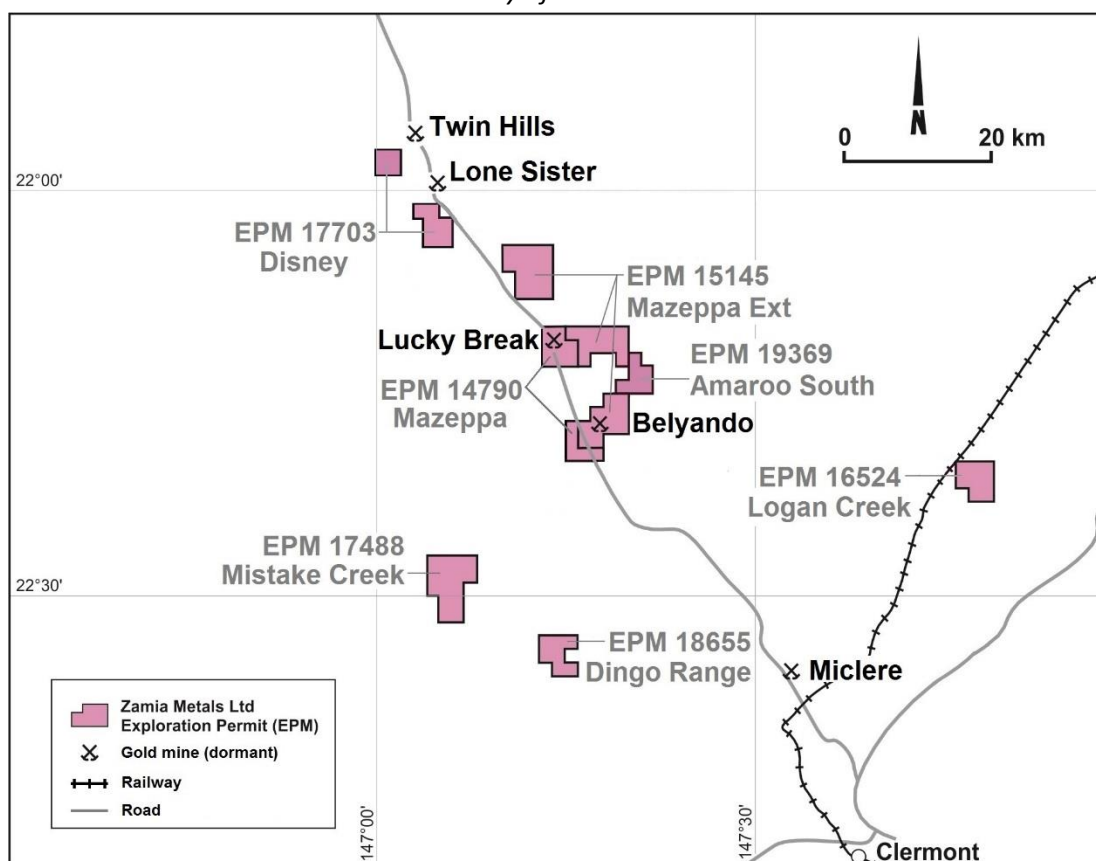 N
0 20 km
Twin Hills
Lone Sister
22°00'
EPM 17703
Disney
EPM 15145
Mazeppa Ext
Lucky Break
EPM 19369
Amaroo South
EPM 14790
Mazeppa
Belyando
EPM 16524
Logan Creek
EPM 17488
Mistake Creek
22°30'
EPM 18655
Dingo Range
Miclere
Zamia Metals Ltd
Exploration Permit (EPM)
Gold mine (dormant)
Railway
Road
147°00'
147°30'
Clermont